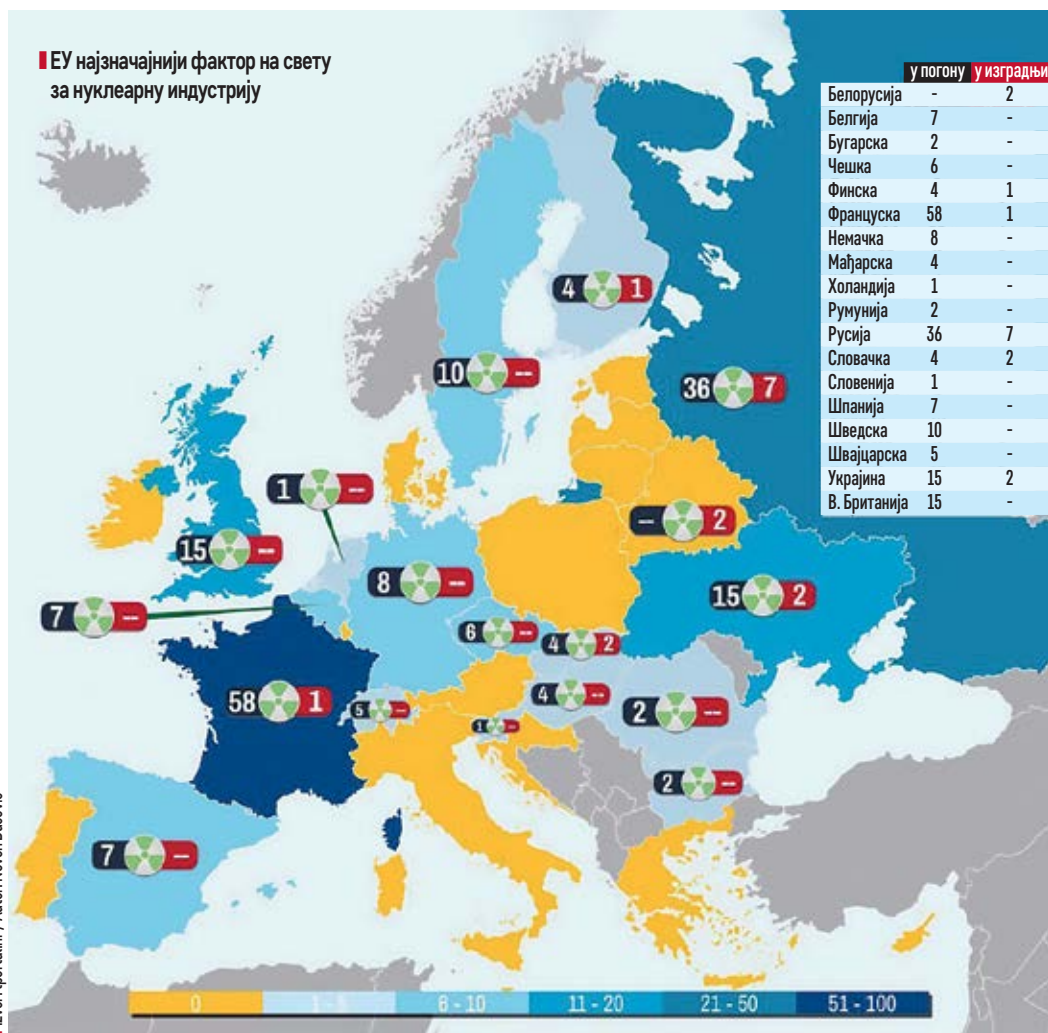 ЕУ најзначајнији фактор на свету
за нуклеарну индустрију
у погону у изградњи
Белорусија - 2
Белгија 7 -
Бугарска 2 -
Чешка 6 -
Финска 4 1
Француска 58 1
Немачка 8 -
Мађарска 4 -
Холандија 1 -
Румунија 2 -
Русија 36 7
Словачка 4 2
Словенија 1 -
Шпанија 7 -
Шведска 10 -
Швајцарска 5 -
Украјина 15 2
В. Британија 15 -
4 1
10 --
36 7
1 --
-- 2
15 --
8 --
15 2
7 --
6 --
4 2
58 1
5 --
4 --
2 --
1 --
2 --
7 --
0 1 - 5 6 - 10 11 - 20 21 - 50 51 - 100